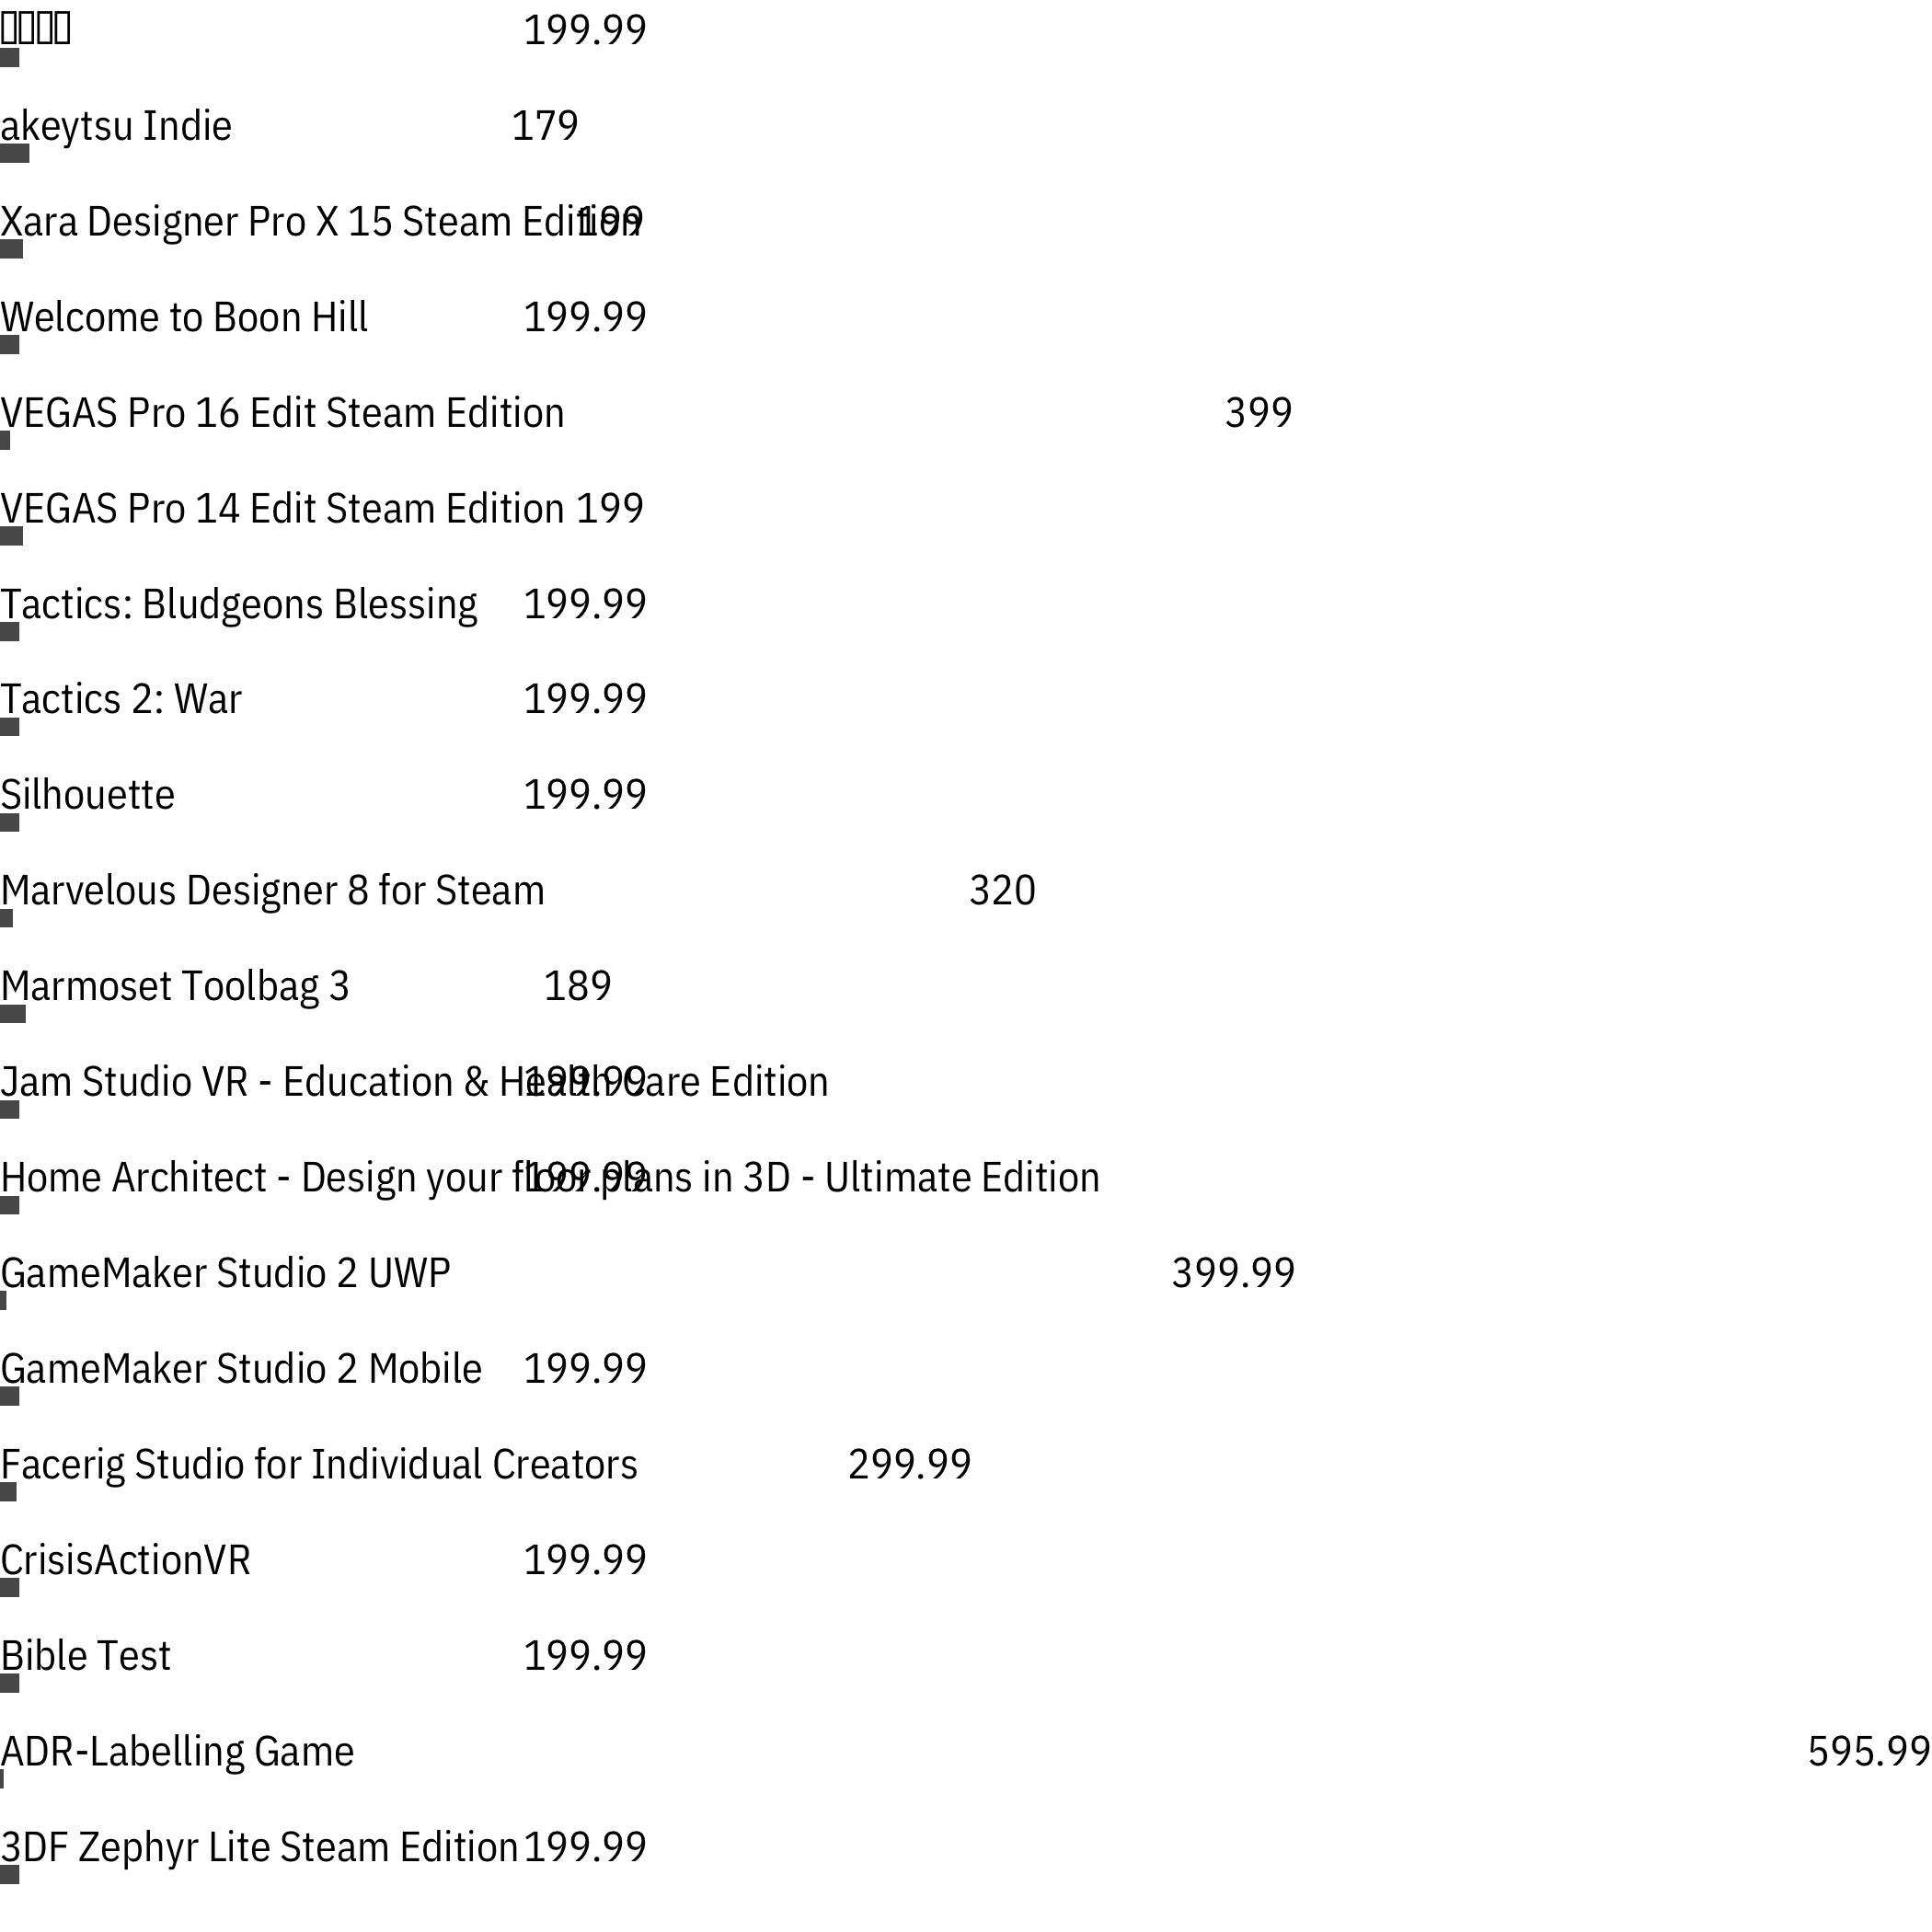 199.99
akeytsu Indie 179
Xara Designer Pro X 15 Steam Edition 199
Welcome to Boon Hill 199.99
VEGAS Pro 16 Edit Steam Edition 399
VEGAS Pro 14 Edit Steam Edition 199
Tactics: Bludgeons Blessing 199.99
Tactics 2: War 199.99
Silhouette 199.99
Marvelous Designer 8 for Steam 320
Marmoset Toolbag 3 189
Jam Studio VR - Education & Health Care Edition 199.99
Home Architect - Design your floor plans in 3D - Ultimate Edition 199.99
GameMaker Studio 2 UWP 399.99
GameMaker Studio 2 Mobile 199.99
Facerig Studio for Individual Creators 299.99
CrisisActionVR 199.99
Bible Test 199.99
ADR-Labelling Game 595.99
3DF Zephyr Lite Steam Edition 199.99